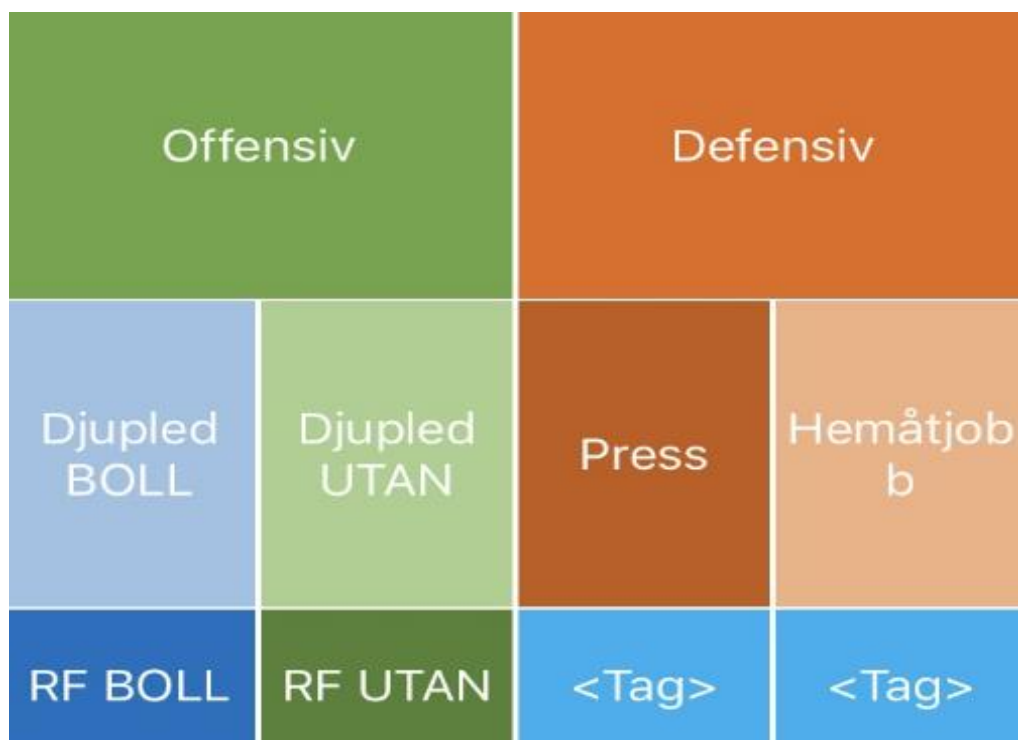 Offensiv
Defensiv
Djupled
BOLL
Djupled
UTAN
Press
Hemåtjob
b
RF BOLL
RF UTAN
<Tag>
<Tag>